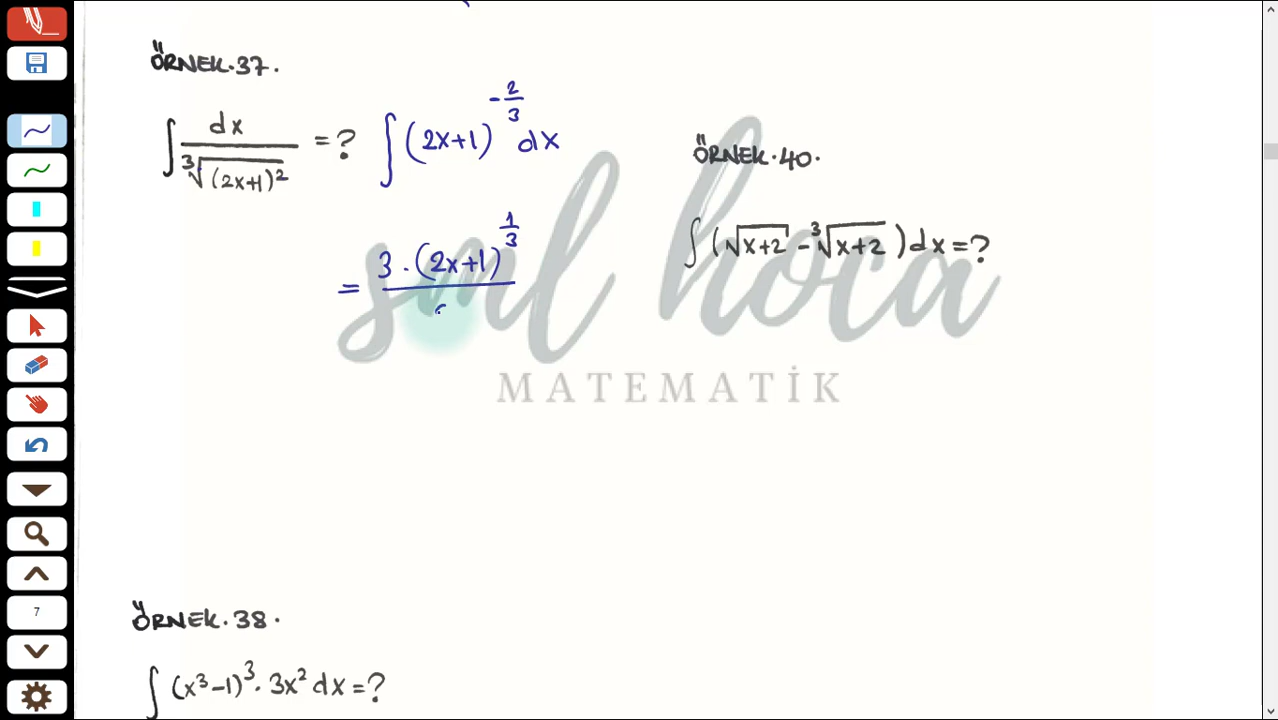 ÖRNEK.37.
∫ dx / ∛(2x+1)² = ? ∫ (2x+1)^(-2/3) dx
= 3 · (2x+1)^(1/3)
ÖRNEK.40.
∫ (√x+2 - ∛x+2) dx = ?
sml hoca
MATEMATİK
ÖRNEK.38.
∫ (x³-1)³ · 3x² dx = ?
7